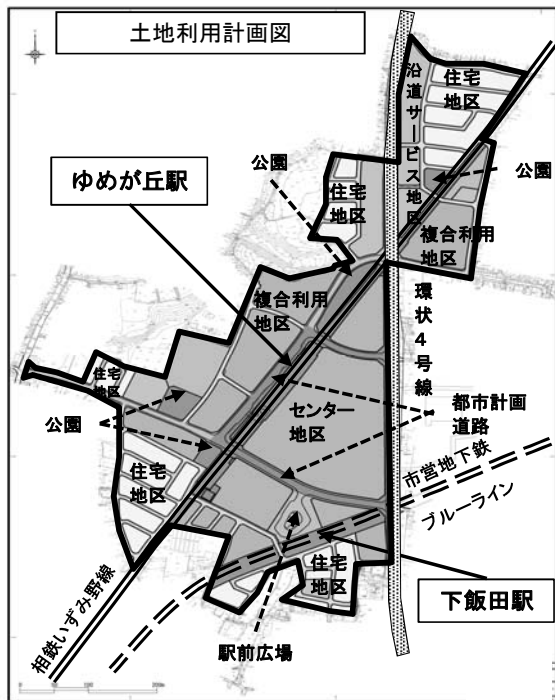 土地利用計画図
住宅
地区
沿道サービス地区
公園
公園
ゆめが丘駅
住宅
地区
複合利用
地区
複合利用
地区
環状4号線
住宅
地区
センター
地区
都市計画
道路
公園
住宅
地区
市営地下鉄
ブルーライン
住宅
地区
下飯田駅
相鉄いずみ野線
駅前広場